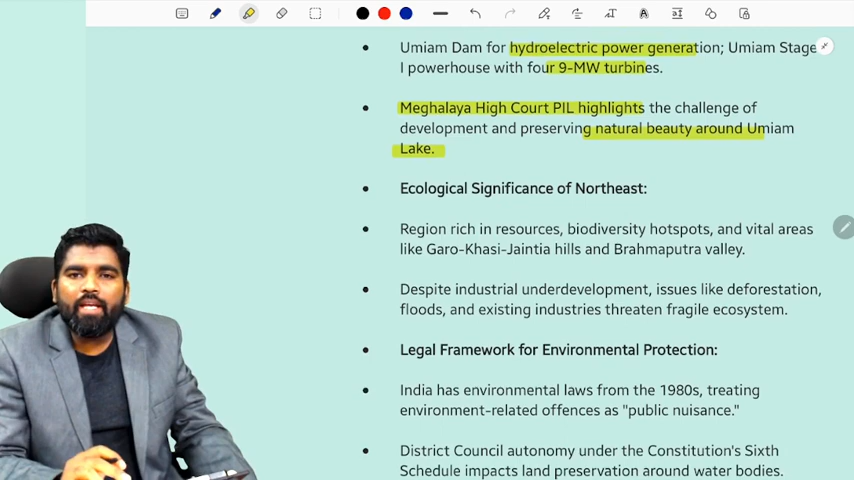 Umiam Dam for hydroelectric power generation; Umiam Stage
I powerhouse with four 9-MW turbines.
Meghalaya High Court PIL highlights the challenge of
development and preserving natural beauty around Umiam
Lake.
Ecological Significance of Northeast:
Region rich in resources, biodiversity hotspots, and vital areas
like Garo-Khasi-Jaintia hills and Brahmaputra valley.
Despite industrial underdevelopment, issues like deforestation,
floods, and existing industries threaten fragile ecosystem.
Legal Framework for Environmental Protection:
India has environmental laws from the 1980s, treating
environment-related offences as "public nuisance."
District Council autonomy under the Constitution's Sixth
Schedule impacts land preservation around water bodies.